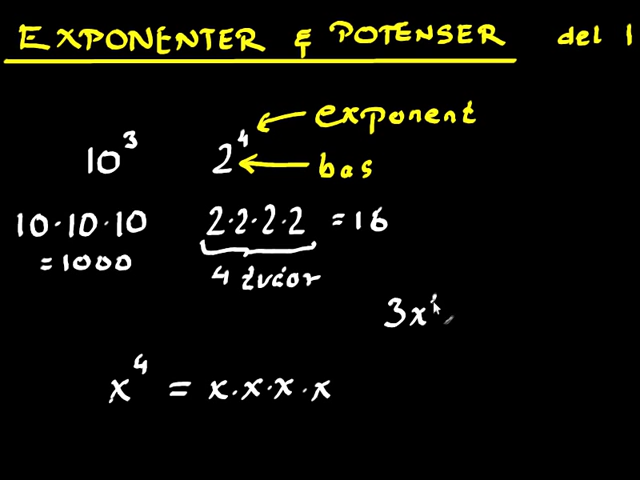 EXPONENTER & POTENSER del 1
10³ 2⁴ exponent
bas
10·10·10 2·2·2·2 = 16
= 1000 4 tvåor
3x
x⁴ = x·x·x·x